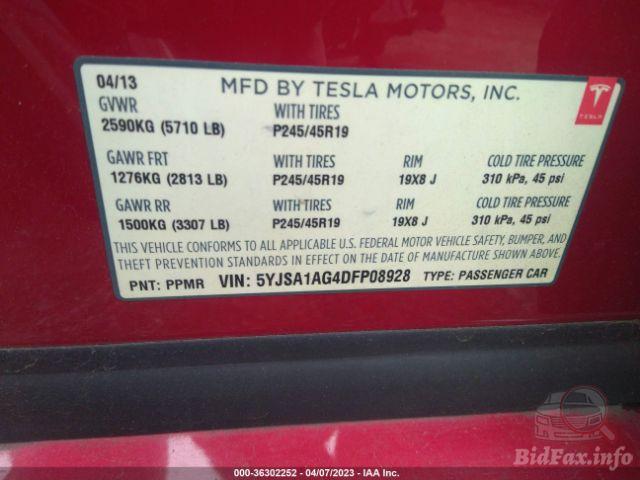 04/13 MFD BY TESLA MOTORS, INC.
GVWR WITH TIRES
2590KG (5710 LB) P245/45R19
TESLA
GAWR FRT WITH TIRES RIM COLD TIRE PRESSURE
1276KG (2813 LB) P245/45R19 19X8 J 310 kPa, 45 psi
GAWR RR WITH TIRES RIM COLD TIRE PRESSURE
1500KG (3307 LB) P245/45R19 19X8 J 310 kPa, 45 psi
THIS VEHICLE CONFORMS TO ALL APPLICABLE U.S. FEDERAL MOTOR VEHICLE SAFETY, BUMPER, AND
THEFT PREVENTION STANDARDS IN EFFECT ON THE DATE OF MANUFACTURE SHOWN ABOVE.
PNT: PPMR VIN: 5YJSA1AG4DFP08928 TYPE: PASSENGER CAR
BidFax.info
000-36302252 - 04/07/2023 - IAA Inc.